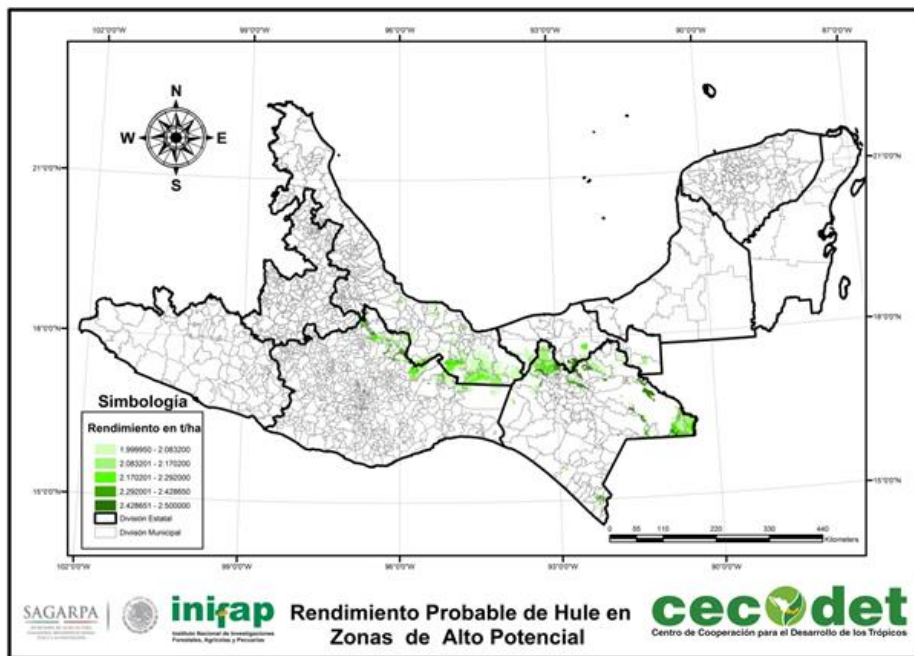 102°0'0"W
99°0'0"W
96°0'0"W
93°0'0"W
90°0'0"W
87°0'0"W
N
W
E
S
21°0'0"N
21°0'0"N
18°0'0"N
18°0'0"N
15°0'0"N
15°0'0"N
Simbología
Rendimiento en t/ha
1.999950 - 2.083200
2.083201 - 2.170200
2.170201 - 2.292000
2.292001 - 2.428650
2.428651 - 2.500000
División Estatal
División Municipal
0 55 110 220 330 440
Kilometers
102°0'0"W
99°0'0"W
96°0'0"W
93°0'0"W
90°0'0"W
SAGARPA
inifap
Instituto Nacional de Investigaciones
Forestales, Agrícolas y Pecuarias
Rendimiento Probable de Hule en
Zonas de Alto Potencial
cecodet
Centro de Cooperación para el Desarrollo de los Trópicos